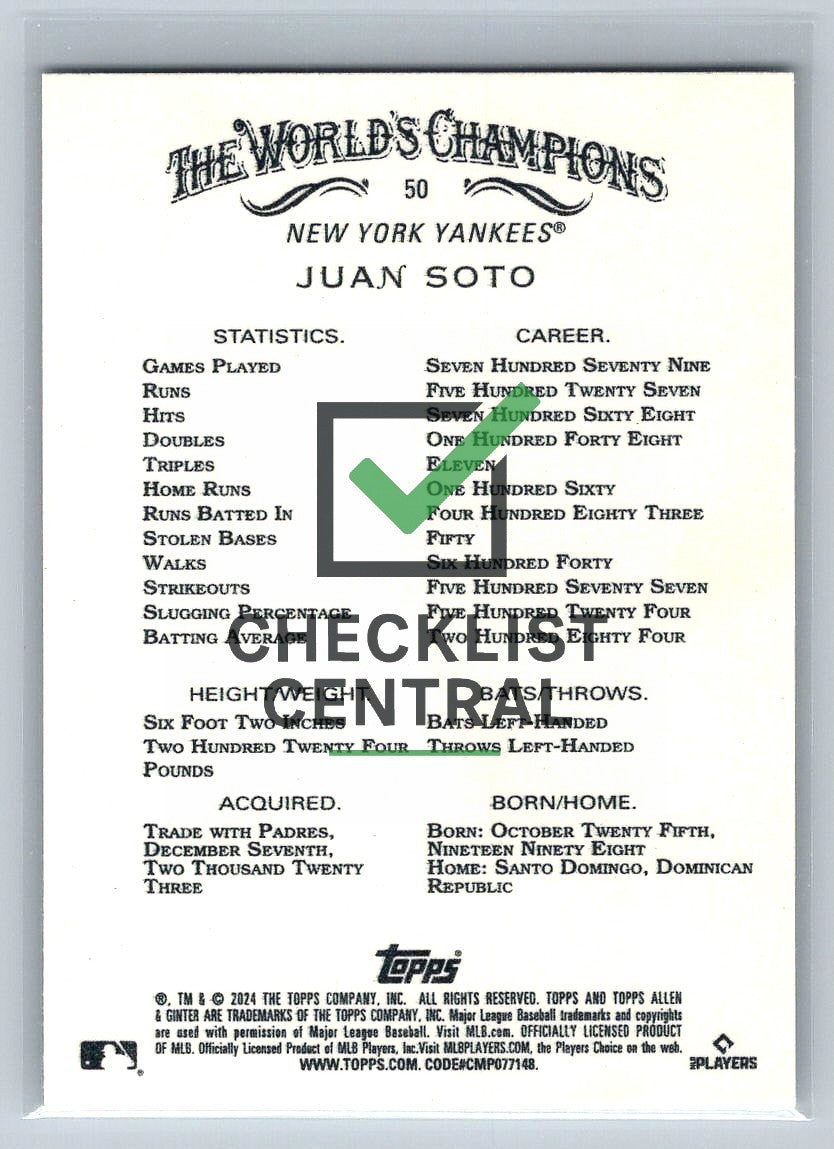 THE WORLD'S CHAMPIONS
50
NEW YORK YANKEES®
JUAN SOTO
STATISTICS. CAREER.
GAMES PLAYED SEVEN HUNDRED SEVENTY NINE
RUNS FIVE HUNDRED TWENTY SEVEN
HITS SEVEN HUNDRED SIXTY EIGHT
DOUBLES ONE HUNDRED FORTY EIGHT
TRIPLES ELEVEN
HOME RUNS ONE HUNDRED SIXTY
RUNS BATTED IN FOUR HUNDRED EIGHTY THREE
STOLEN BASES FIFTY
WALKS SIX HUNDRED FORTY
STRIKEOUTS FIVE HUNDRED SEVENTY SEVEN
SLUGGING PERCENTAGE FIVE HUNDRED TWENTY FOUR
BATTING AVERAGE TWO HUNDRED EIGHTY FOUR
CHECKLIST
CENTRAL
HEIGHT/WEIGHT. BATS/THROWS.
SIX FOOT TWO INCHES BATS LEFT-HANDED
TWO HUNDRED TWENTY FOUR THROWS LEFT-HANDED
POUNDS
ACQUIRED. BORN/HOME.
TRADE WITH PADRES, BORN: OCTOBER TWENTY FIFTH,
DECEMBER SEVENTH, NINETEEN NINETY EIGHT
TWO THOUSAND TWENTY HOME: SANTO DOMINGO, DOMINICAN
THREE REPUBLIC
topps®
®, TM & © 2024 THE TOPPS COMPANY, INC. ALL RIGHTS RESERVED. TOPPS AND TOPPS ALLEN
& GINTER ARE TRADEMARKS OF THE TOPPS COMPANY, INC. Major League Baseball trademarks and copyrights
are used with permission of Major League Baseball. Visit MLB.com. OFFICIALLY LICENSED PRODUCT
OF MLB. Officially Licensed Product of MLB Players, Inc.Visit MLBPLAYERS.COM, the Players Choice on the web.
WWW.TOPPS.COM. CODE#CMP077148.
MLB PLAYERS